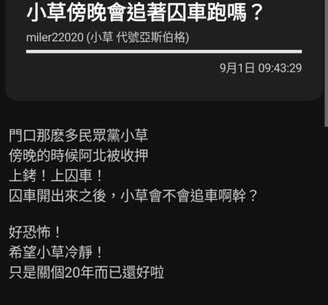 小草傍晚會追著囚車跑嗎？
miler22020 (小草 代號亞斯伯格)
9月1日 09:43:29
門口那麼多民眾黨小草
傍晚的時候阿北被收押
上銬！上囚車！
囚車開出來之後，小草會不會追車啊幹？
好恐怖！
希望小草冷靜！
只是關個20年而已還好啦